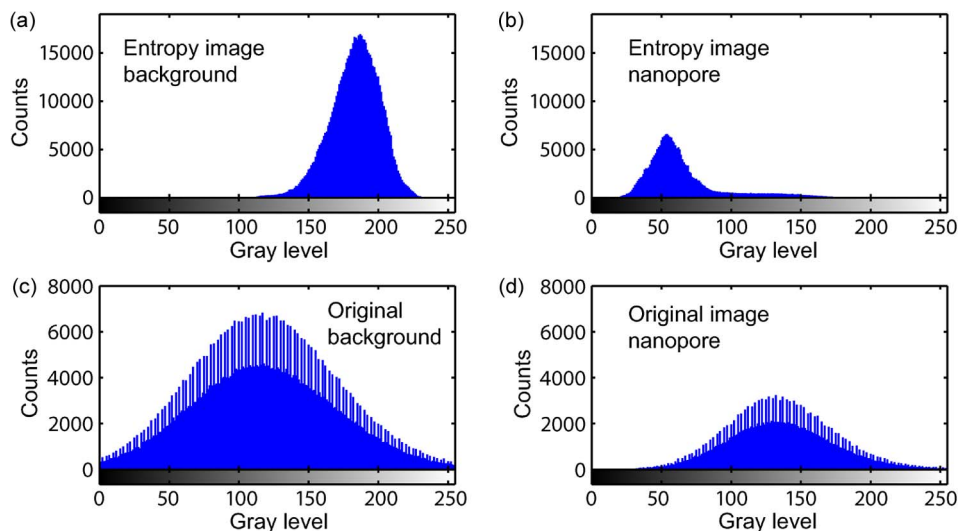 (a)
Entropy image
background
Counts
15000
10000
5000
0
0 50 100 150 200 250
Gray level
(b)
Entropy image
nanopore
Counts
15000
10000
5000
0
0 50 100 150 200 250
Gray level
(c)
Original
background
Counts
8000
6000
4000
2000
0
0 50 100 150 200 250
Gray level
(d)
Original image
nanopore
Counts
8000
6000
4000
2000
0
0 50 100 150 200 250
Gray level